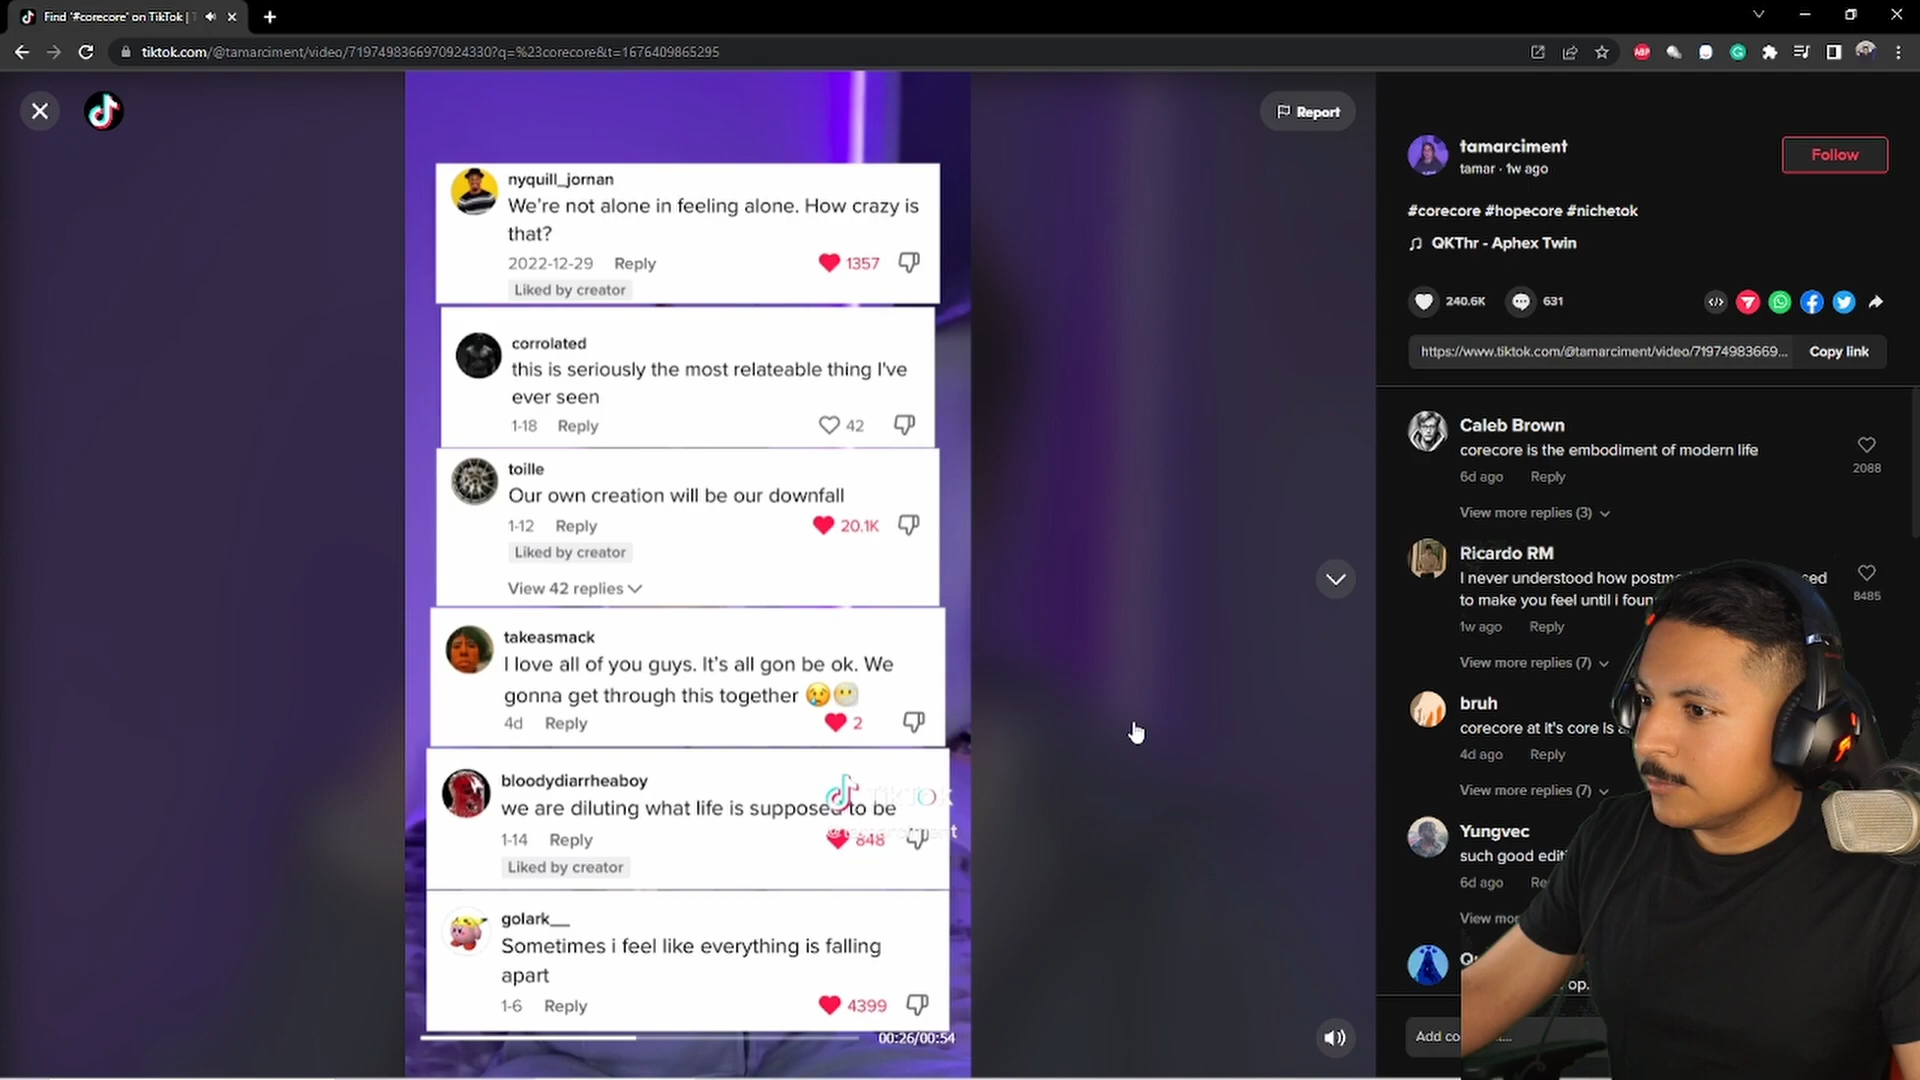 Find '#corecore' on TikTok |
tiktok.com/@tamarciment/video/7197498366970924330?q=%23corecore&t=1676409865295
ABP
Report
nyquill_jornan
We're not alone in feeling alone. How crazy is
that?
2022-12-29 Reply 1357
Liked by creator
corrolated
this is seriously the most relateable thing I've
ever seen
1-18 Reply 42
toille
Our own creation will be our downfall
1-12 Reply 20.1K
Liked by creator
View 42 replies
takeasmack
I love all of you guys. It's all gon be ok. We
gonna get through this together 😢😶
4d Reply 2
bloodydiarrheaboy
we are diluting what life is supposed to be
TikTok
@tamarciment
1-14 Reply 848
Liked by creator
golark__
Sometimes i feel like everything is falling
apart
1-6 Reply 4399
00:26/00:54
tamarciment
tamar · 1w ago
Follow
#corecore #hopecore #nichetok
QKThr - Aphex Twin
240.6K 631
https://www.tiktok.com/@tamarciment/video/71974983669... Copy link
Caleb Brown
corecore is the embodiment of modern life
6d ago Reply
2088
View more replies (3)
Ricardo RM
I never understood how
to make you feel until i
8485
1w ago Reply
View more replies (7)
bruh
corecore at it's core is
4d ago Reply
View more replies (7)
Yungvec
such good
6d ago
View
op.
Add